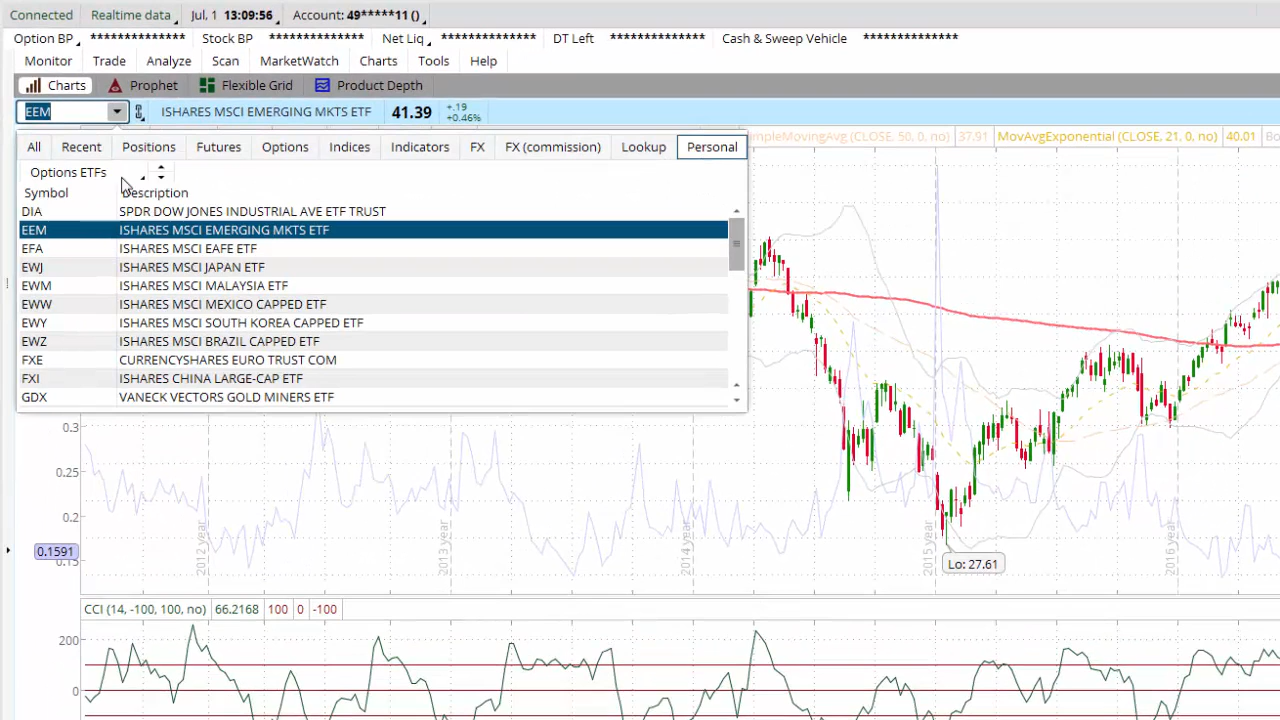 Connected Realtime data Jul, 1 13:09:56 Account: 49*****11 ()
Option BP ************** Stock BP ************** Net Liq ************** DT Left ************** Cash & Sweep Vehicle **************
Monitor Trade Analyze Scan MarketWatch Charts Tools Help
Charts Prophet Flexible Grid Product Depth
EEM ISHARES MSCI EMERGING MKTS ETF 41.39 +.19
+0.46%
impleMovingAvg (CLOSE, 50, 0, no) 37.91 MovAvgExponential (CLOSE, 21, 0, no) 40.01 Bo
All Recent Positions Futures Options Indices Indicators FX FX (commission) Lookup Personal
Options ETFs
Symbol Description
DIA SPDR DOW JONES INDUSTRIAL AVE ETF TRUST
EEM ISHARES MSCI EMERGING MKTS ETF
EFA ISHARES MSCI EAFE ETF
EWJ ISHARES MSCI JAPAN ETF
EWM ISHARES MSCI MALAYSIA ETF
EWW ISHARES MSCI MEXICO CAPPED ETF
EWY ISHARES MSCI SOUTH KOREA CAPPED ETF
EWZ ISHARES MSCI BRAZIL CAPPED ETF
FXE CURRENCYSHARES EURO TRUST COM
FXI ISHARES CHINA LARGE-CAP ETF
GDX VANECK VECTORS GOLD MINERS ETF
0.3
0.25
0.2
0.1591
0.15
2012 year
2013 year
2014 year
2015 year
2016 year
Lo: 27.61
CCI (14, -100, 100, no) 66.2168 100 0 -100
200
0